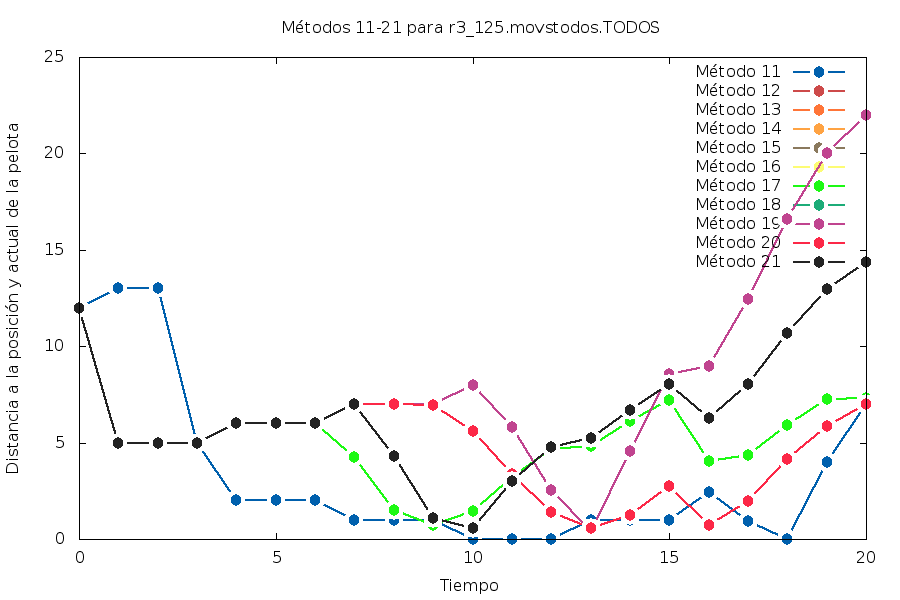 Métodos 11-21 para r3_125.movstodos.TODOS
Distancia a la posición y actual de la pelota
25
20
15
10
5
0
Método 11
Método 12
Método 13
Método 14
Método 15
Método 16
Método 17
Método 18
Método 19
Método 20
Método 21
0
5
10
15
20
Tiempo